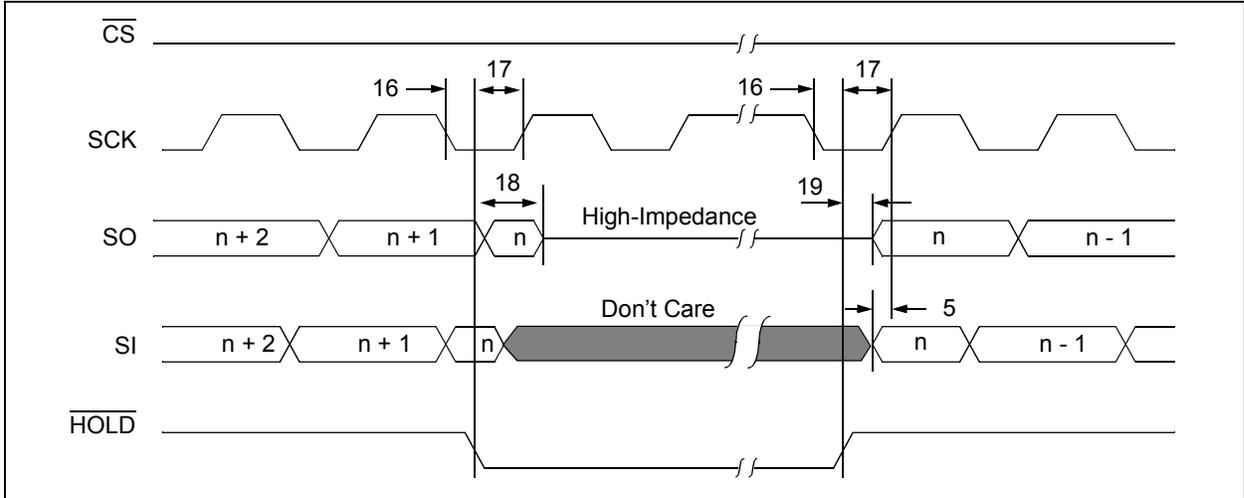 CS
17
17
16
16
SCK
18
19
High-Impedance
SO
n + 2
n + 1
n
n
n - 1
Don't Care
5
SI
n + 2
n + 1
n
n
n - 1
HOLD